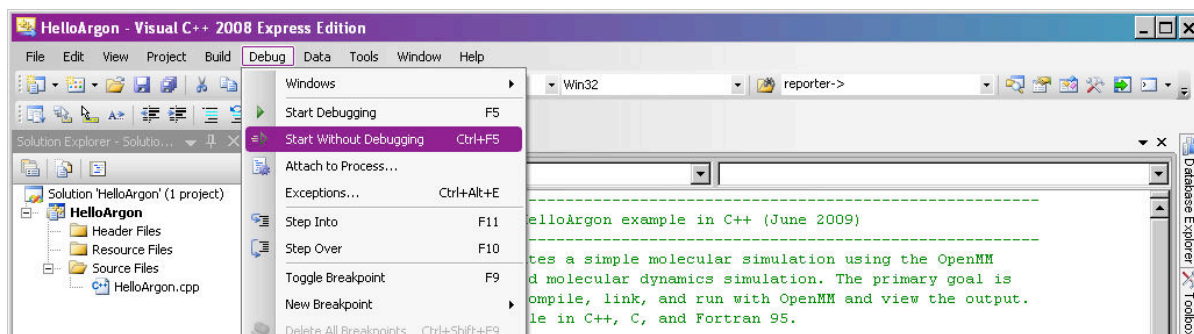 HelloArgon - Visual C++ 2008 Express Edition
File Edit View Project Build Debug Data Tools Window Help
Win32 reporter->
Solution Explorer - Solutio...
Solution 'HelloArgon' (1 project)
HelloArgon
Header Files
Resource Files
Source Files
HelloArgon.cpp
Windows
Start Debugging F5
Start Without Debugging Ctrl+F5
Attach to Process...
Exceptions... Ctrl+Alt+E
Step Into F11
Step Over F10
Toggle Breakpoint F9
New Breakpoint
Delete All Breakpoints Ctrl+Shift+F9
elloArgon example in C++ (June 2009)
tes a simple molecular simulation using the OpenMM
d molecular dynamics simulation. The primary goal is
ompile, link, and run with OpenMM and view the output.
le in C++, C, and Fortran 95.
Database Explorer
Toolbo